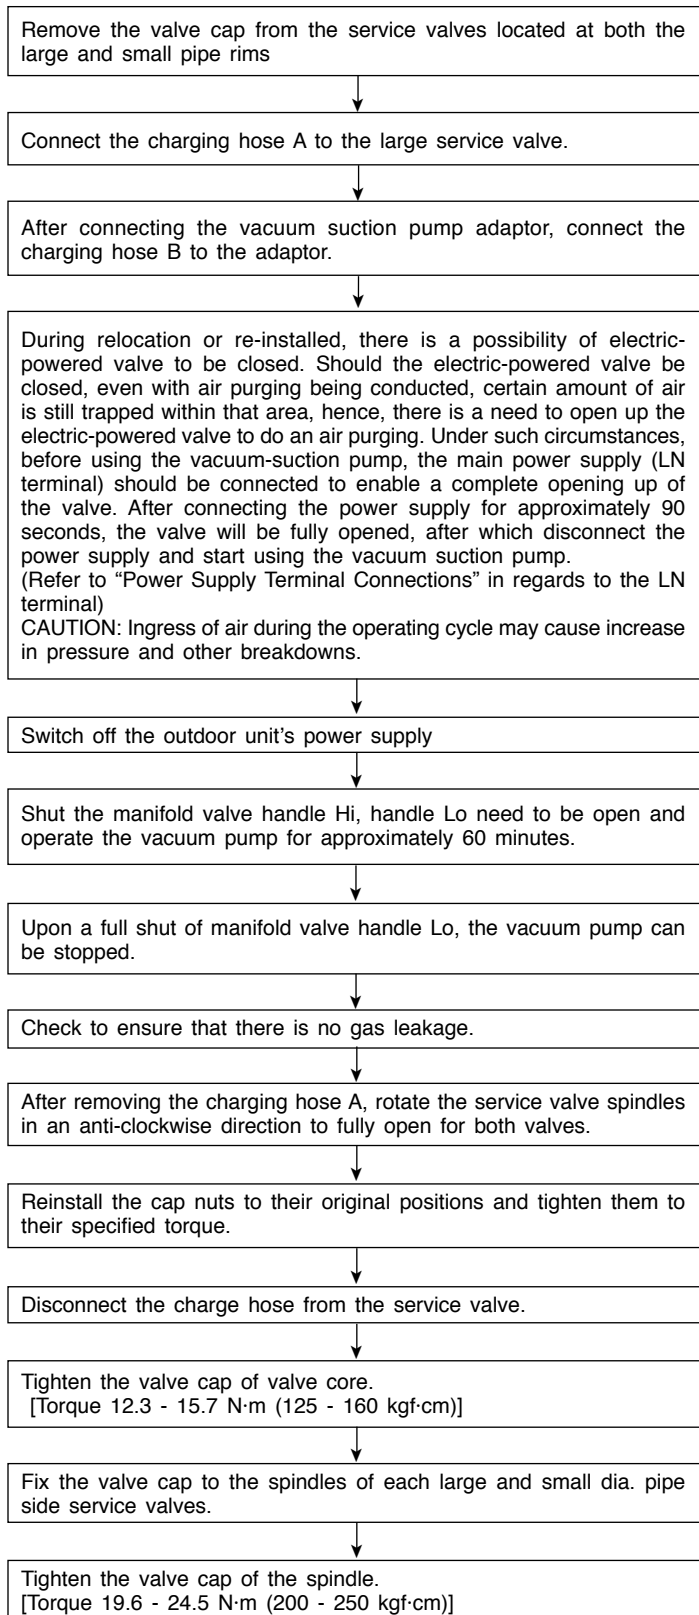 Remove the valve cap from the service valves located at both the
large and small pipe rims
Connect the charging hose A to the large service valve.
After connecting the vacuum suction pump adaptor, connect the
charging hose B to the adaptor.
During relocation or re-installed, there is a possibility of electric-
powered valve to be closed. Should the electric-powered valve be
closed, even with air purging being conducted, certain amount of air
is still trapped within that area, hence, there is a need to open up the
electric-powered valve to do an air purging. Under such circumstances,
before using the vacuum-suction pump, the main power supply (LN
terminal) should be connected to enable a complete opening up of
the valve. After connecting the power supply for approximately 90
seconds, the valve will be fully opened, after which disconnect the
power supply and start using the vacuum suction pump.
(Refer to “Power Supply Terminal Connections” in regards to the LN
terminal)
CAUTION: Ingress of air during the operating cycle may cause increase
in pressure and other breakdowns.
Switch off the outdoor unit’s power supply
Shut the manifold valve handle Hi, handle Lo need to be open and
operate the vacuum pump for approximately 60 minutes.
Upon a full shut of manifold valve handle Lo, the vacuum pump can
be stopped.
Check to ensure that there is no gas leakage.
After removing the charging hose A, rotate the service valve spindles
in an anti-clockwise direction to fully open for both valves.
Reinstall the cap nuts to their original positions and tighten them to
their specified torque.
Disconnect the charge hose from the service valve.
Tighten the valve cap of valve core.
[Torque 12.3 - 15.7 N·m (125 - 160 kgf·cm)]
Fix the valve cap to the spindles of each large and small dia. pipe
side service valves.
Tighten the valve cap of the spindle.
[Torque 19.6 - 24.5 N·m (200 - 250 kgf·cm)]